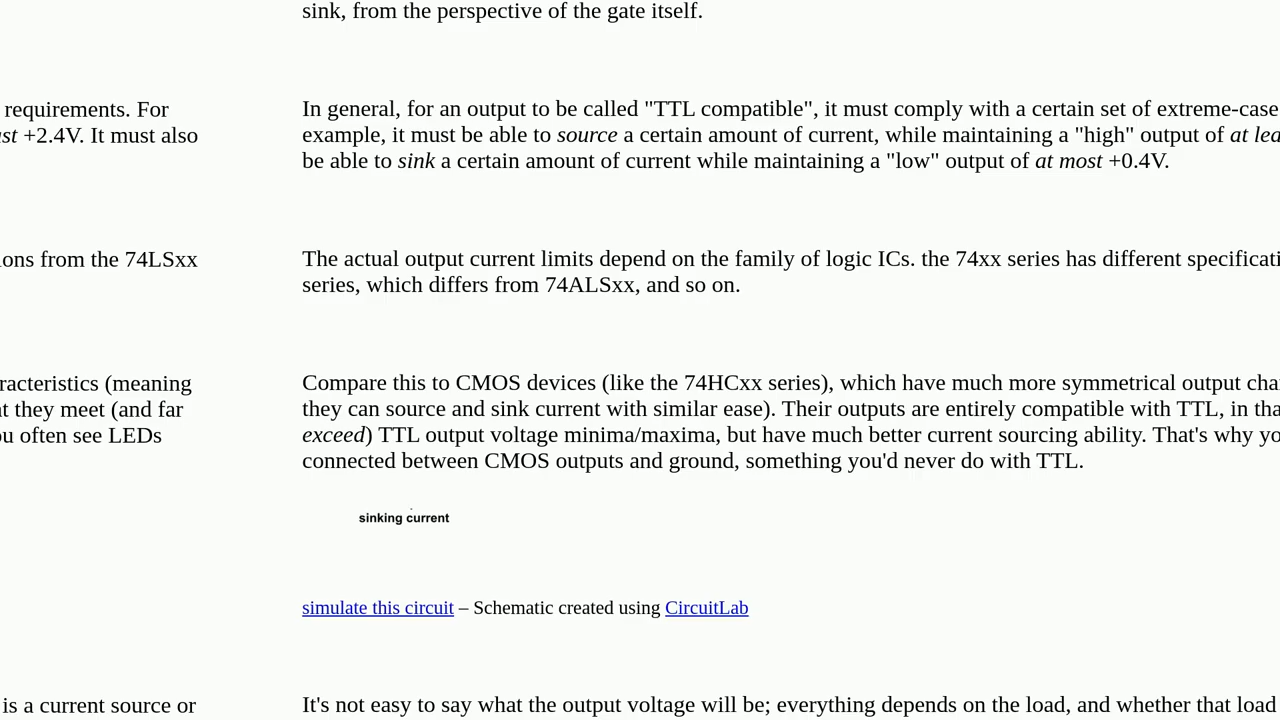 requirements. For
st +2.4V. It must also
ons from the 74LSxx
racteristics (meaning
t they meet (and far
u often see LEDs
is a current source or
sink, from the perspective of the gate itself.
In general, for an output to be called "TTL compatible", it must comply with a certain set of extreme-case
example, it must be able to source a certain amount of current, while maintaining a "high" output of at lea
be able to sink a certain amount of current while maintaining a "low" output of at most +0.4V.
The actual output current limits depend on the family of logic ICs. the 74xx series has different specificati
series, which differs from 74ALSxx, and so on.
Compare this to CMOS devices (like the 74HCxx series), which have much more symmetrical output cha
they can source and sink current with similar ease). Their outputs are entirely compatible with TTL, in tha
exceed) TTL output voltage minima/maxima, but have much better current sourcing ability. That's why yo
connected between CMOS outputs and ground, something you'd never do with TTL.
sinking current
simulate this circuit – Schematic created using CircuitLab
It's not easy to say what the output voltage will be; everything depends on the load, and whether that load